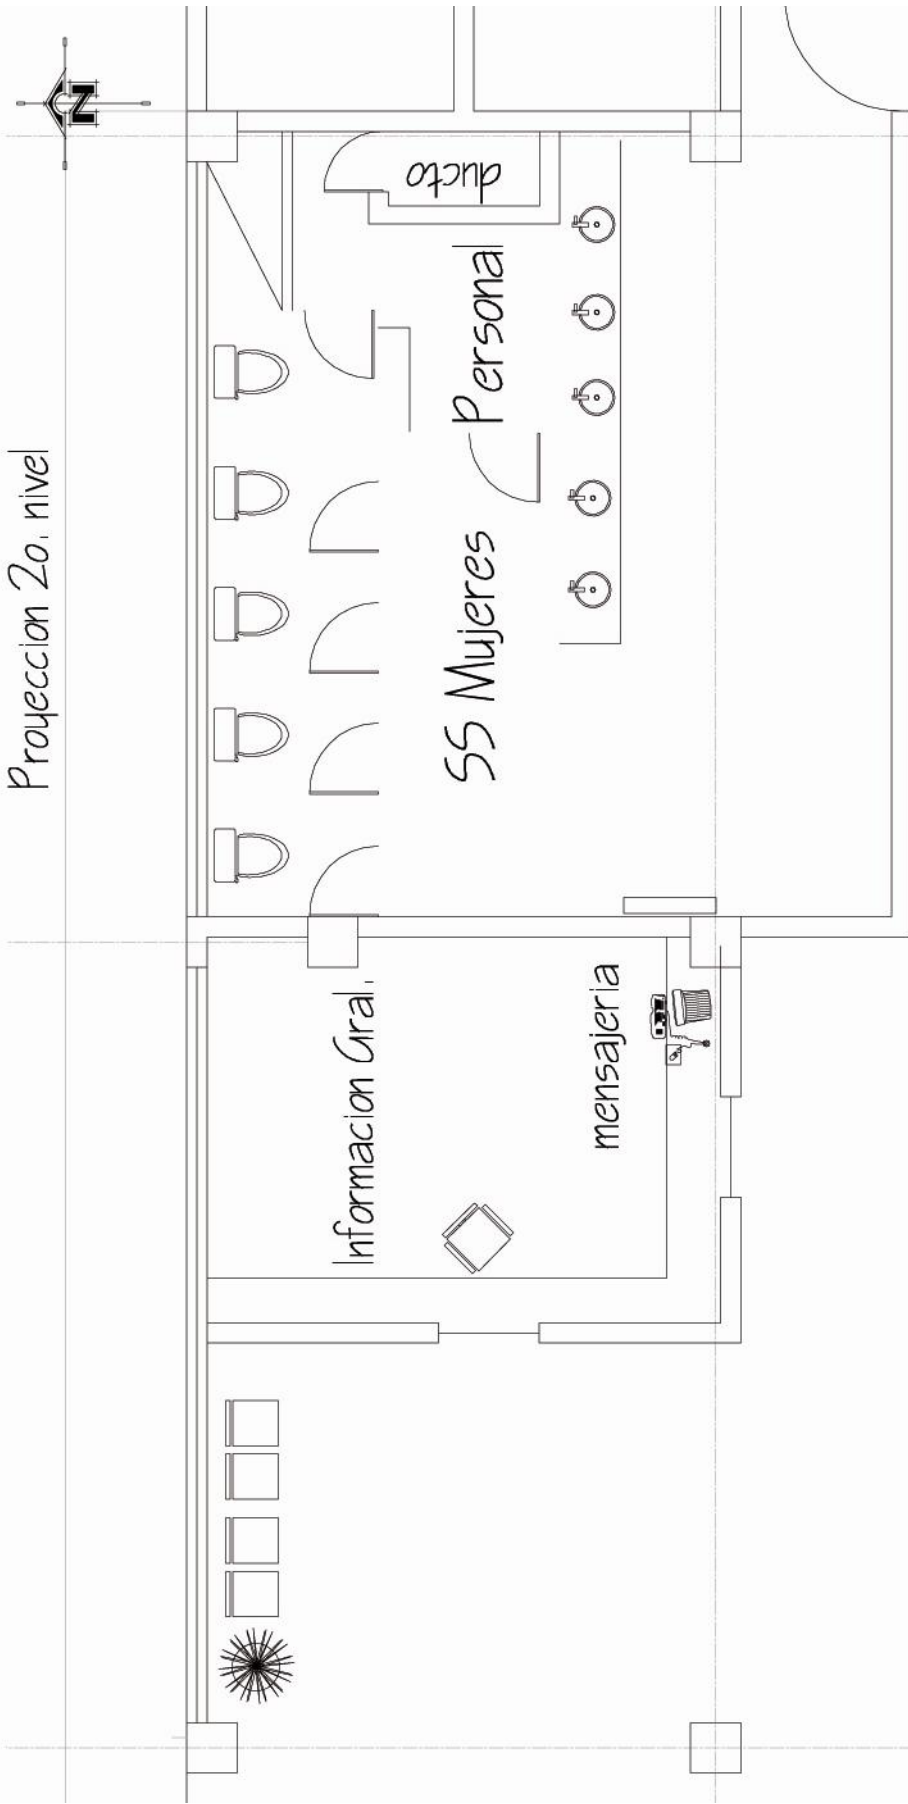 N
Proyeccion 2o. nivel
ducto
Personal
SS Mujeres
Informacion Gral.
mensajeria